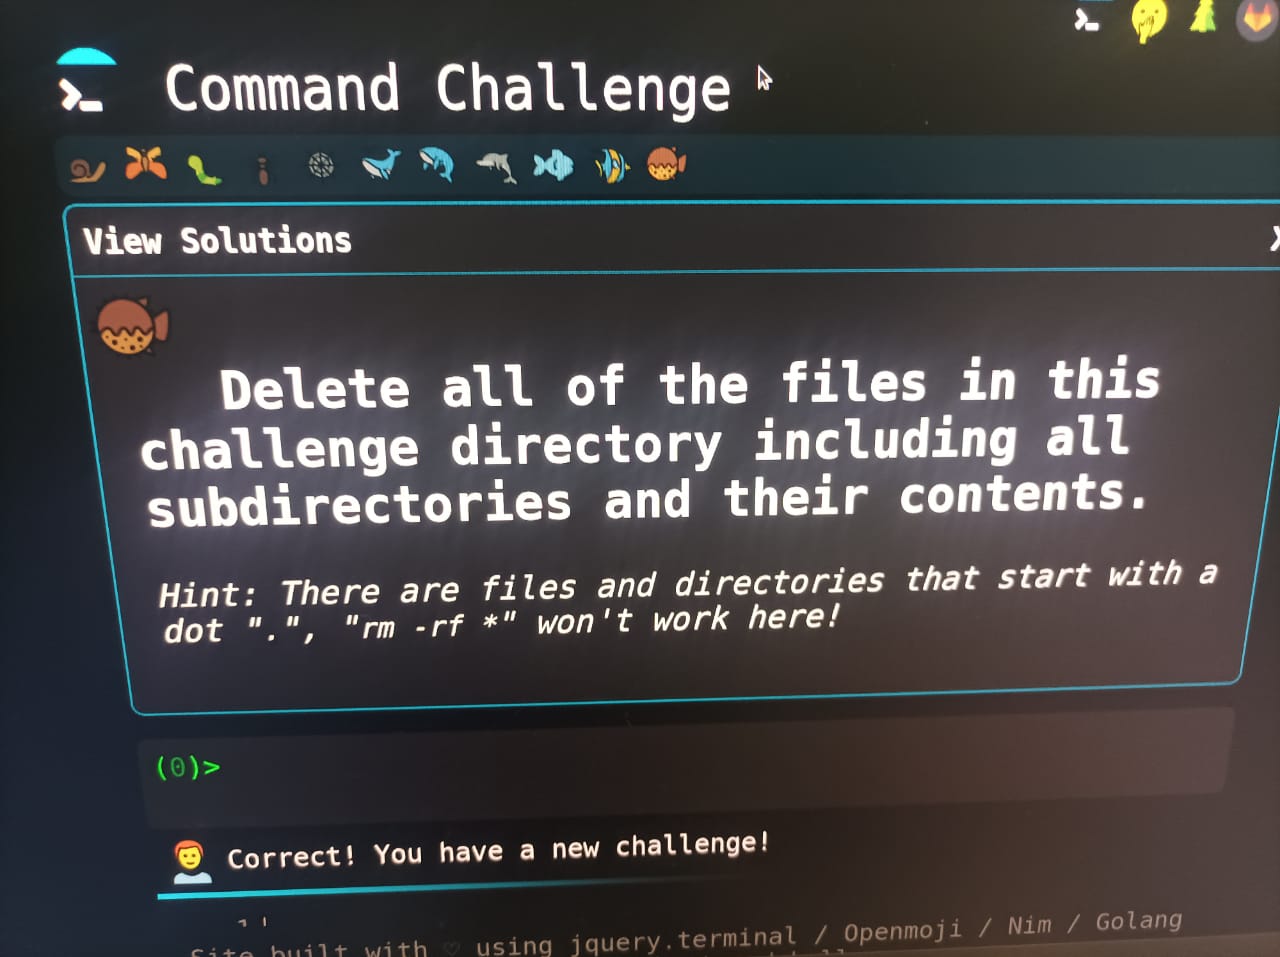 Command Challenge
View Solutions
Delete all of the files in this
challenge directory including all
subdirectories and their contents.
Hint: There are files and directories that start with a
dot ".", "rm -rf *" won't work here!
(0)>
Correct! You have a new challenge!
Site built with ♡ using jquery.terminal / Openmoji / Nim / Golang